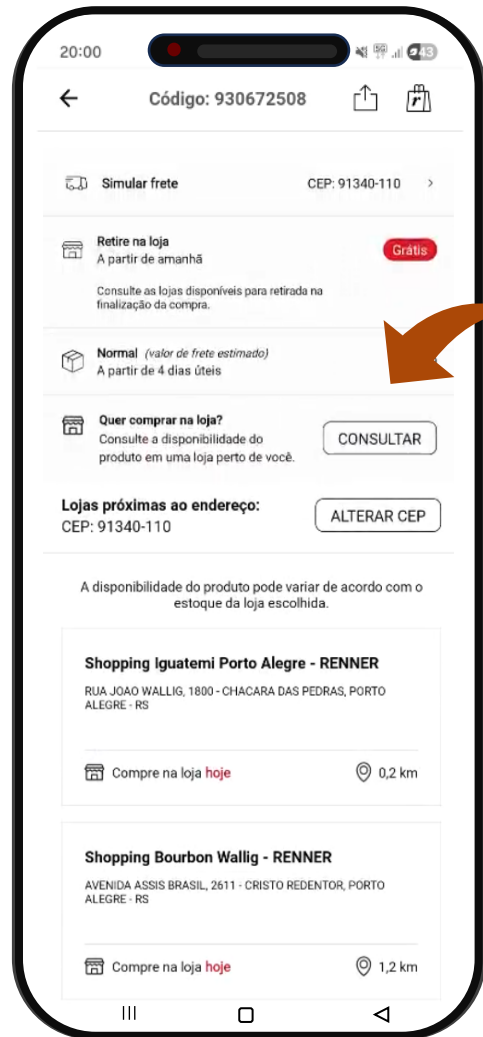 20:00
5G
43
Código: 930672508
r
Simular frete CEP: 91340-110
Retire na loja
A partir de amanhã
Grátis
Consulte as lojas disponíveis para retirada na
finalização da compra.
Normal (valor de frete estimado)
A partir de 4 dias úteis
Quer comprar na loja?
Consulte a disponibilidade do
produto em uma loja perto de você.
CONSULTAR
Lojas próximas ao endereço:
CEP: 91340-110
ALTERAR CEP
A disponibilidade do produto pode variar de acordo com o
estoque da loja escolhida.
Shopping Iguatemi Porto Alegre - RENNER
RUA JOAO WALLIG, 1800 - CHACARA DAS PEDRAS, PORTO
ALEGRE - RS
Compre na loja hoje 0,2 km
Shopping Bourbon Wallig - RENNER
AVENIDA ASSIS BRASIL, 2611 - CRISTO REDENTOR, PORTO
ALEGRE - RS
Compre na loja hoje 1,2 km